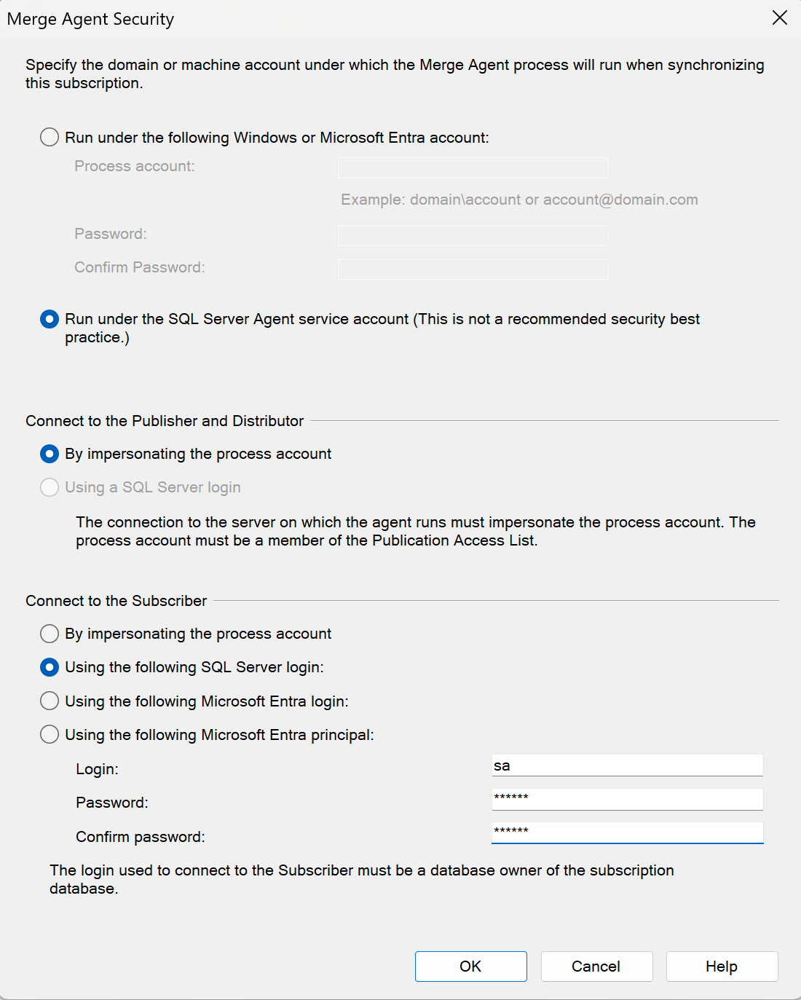 Merge Agent Security
Specify the domain or machine account under which the Merge Agent process will run when synchronizing
this subscription.
Run under the following Windows or Microsoft Entra account:
Process account:
Example: domain\account or account@domain.com
Password:
Confirm Password:
Run under the SQL Server Agent service account (This is not a recommended security best
practice.)
Connect to the Publisher and Distributor
By impersonating the process account
Using a SQL Server login
The connection to the server on which the agent runs must impersonate the process account. The
process account must be a member of the Publication Access List.
Connect to the Subscriber
By impersonating the process account
Using the following SQL Server login:
Using the following Microsoft Entra login:
Using the following Microsoft Entra principal:
Login: sa
Password: ******
Confirm password: ******
The login used to connect to the Subscriber must be a database owner of the subscription
database.
OK Cancel Help